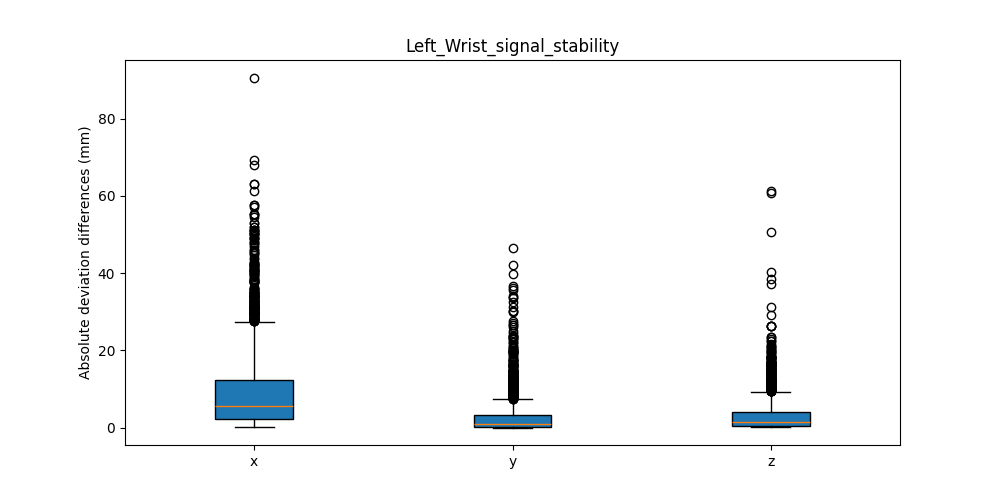 Left_Wrist_signal_stability
Absolute deviation differences (mm)
80
60
40
20
0
x y z